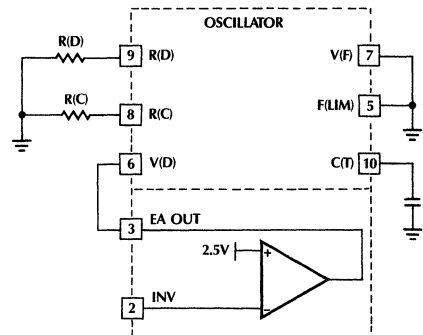 OSCILLATOR
R(D)
9 R(D)
V(F) 7
R(C)
8 R(C)
F(LIM) 5
6 V(D)
C(T) 10
3 EA OUT
2.5V
+
−
2 INV